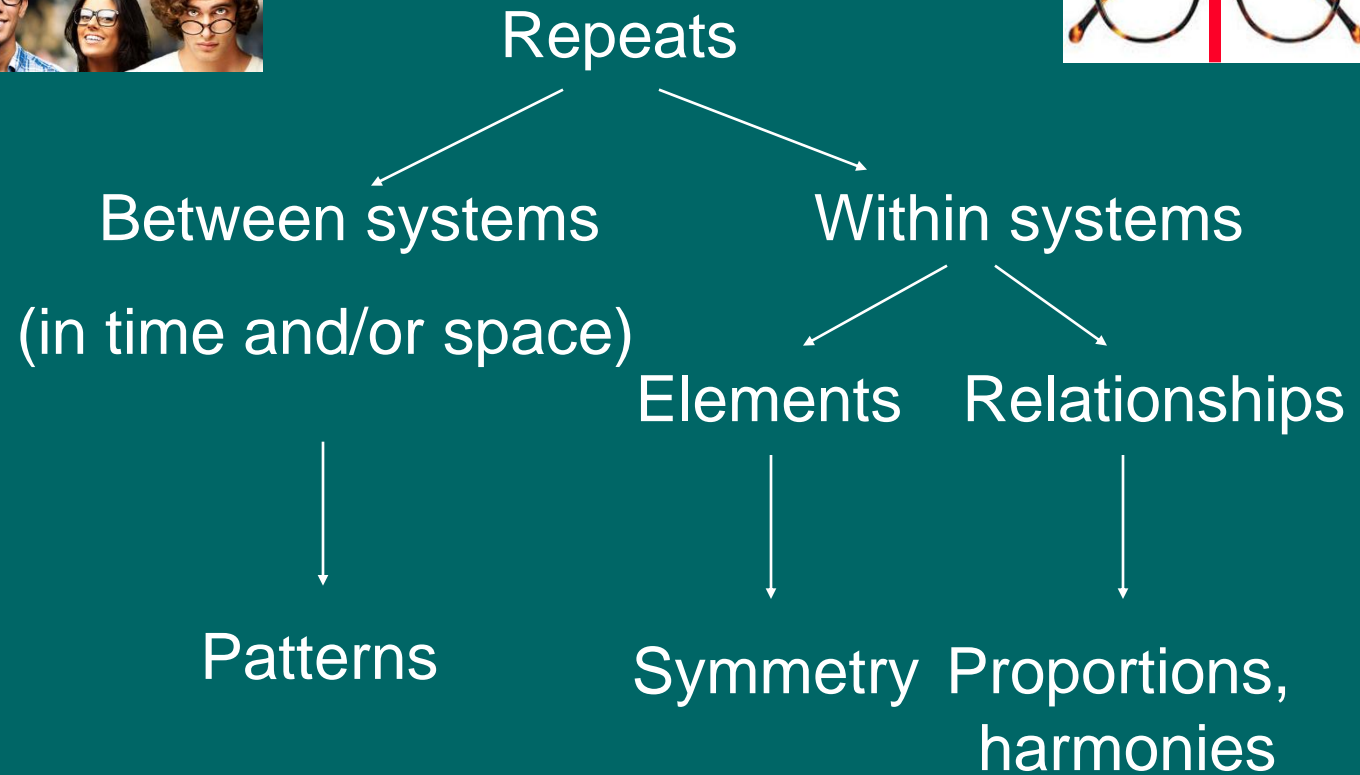 Repeats
Between systems
Within systems
(in time and/or space)
Elements
Relationships
Patterns
Symmetry
Proportions,
harmonies